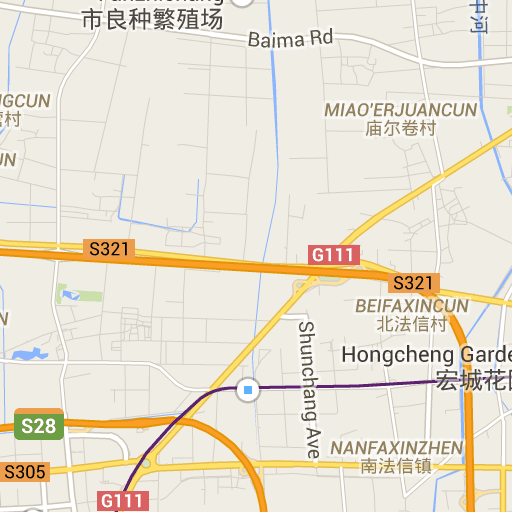 市良种繁殖场
Baima Rd
MIAO'ERJUANCUN
庙尔卷村
S321
G111
S321
BEIFAXINCUN
北法信村
Shunchang Ave
Hongcheng Garde
宏城花园
S28
NANFAXINZHEN
南法信镇
S305
G111